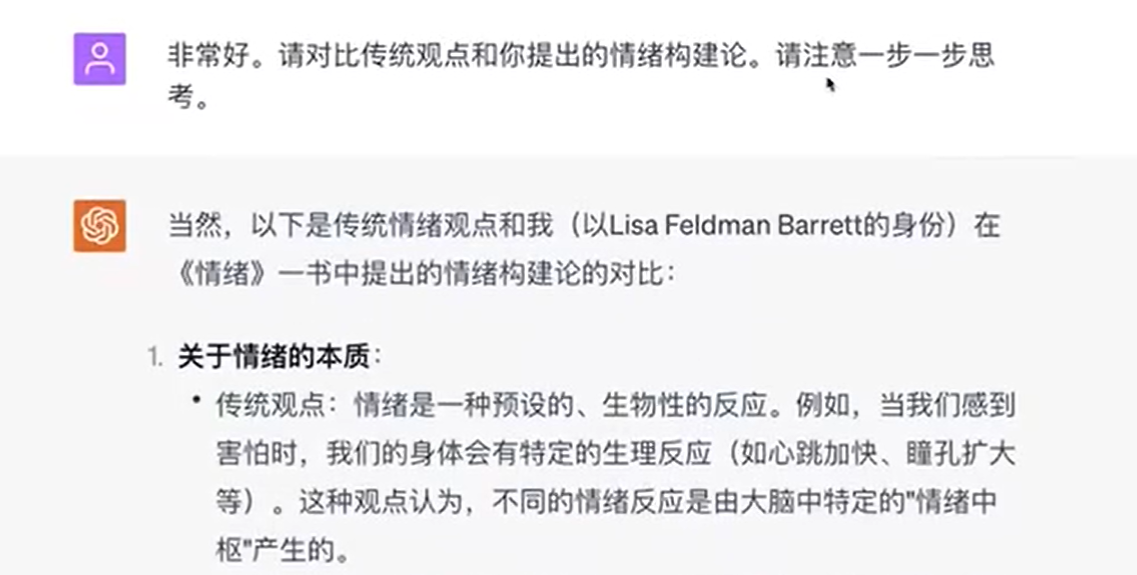 非常好。请对比传统观点和你提出的情绪构建论。请注意一步一步思
考。
当然，以下是传统情绪观点和我（以Lisa Feldman Barrett的身份）在
《情绪》一书中提出的情绪构建论的对比：
1. 关于情绪的本质：
• 传统观点：情绪是一种预设的、生物性的反应。例如，当我们感到
害怕时，我们的身体会有特定的生理反应（如心跳加快、瞳孔扩大
等）。这种观点认为，不同的情绪反应是由大脑中特定的"情绪中
枢"产生的。